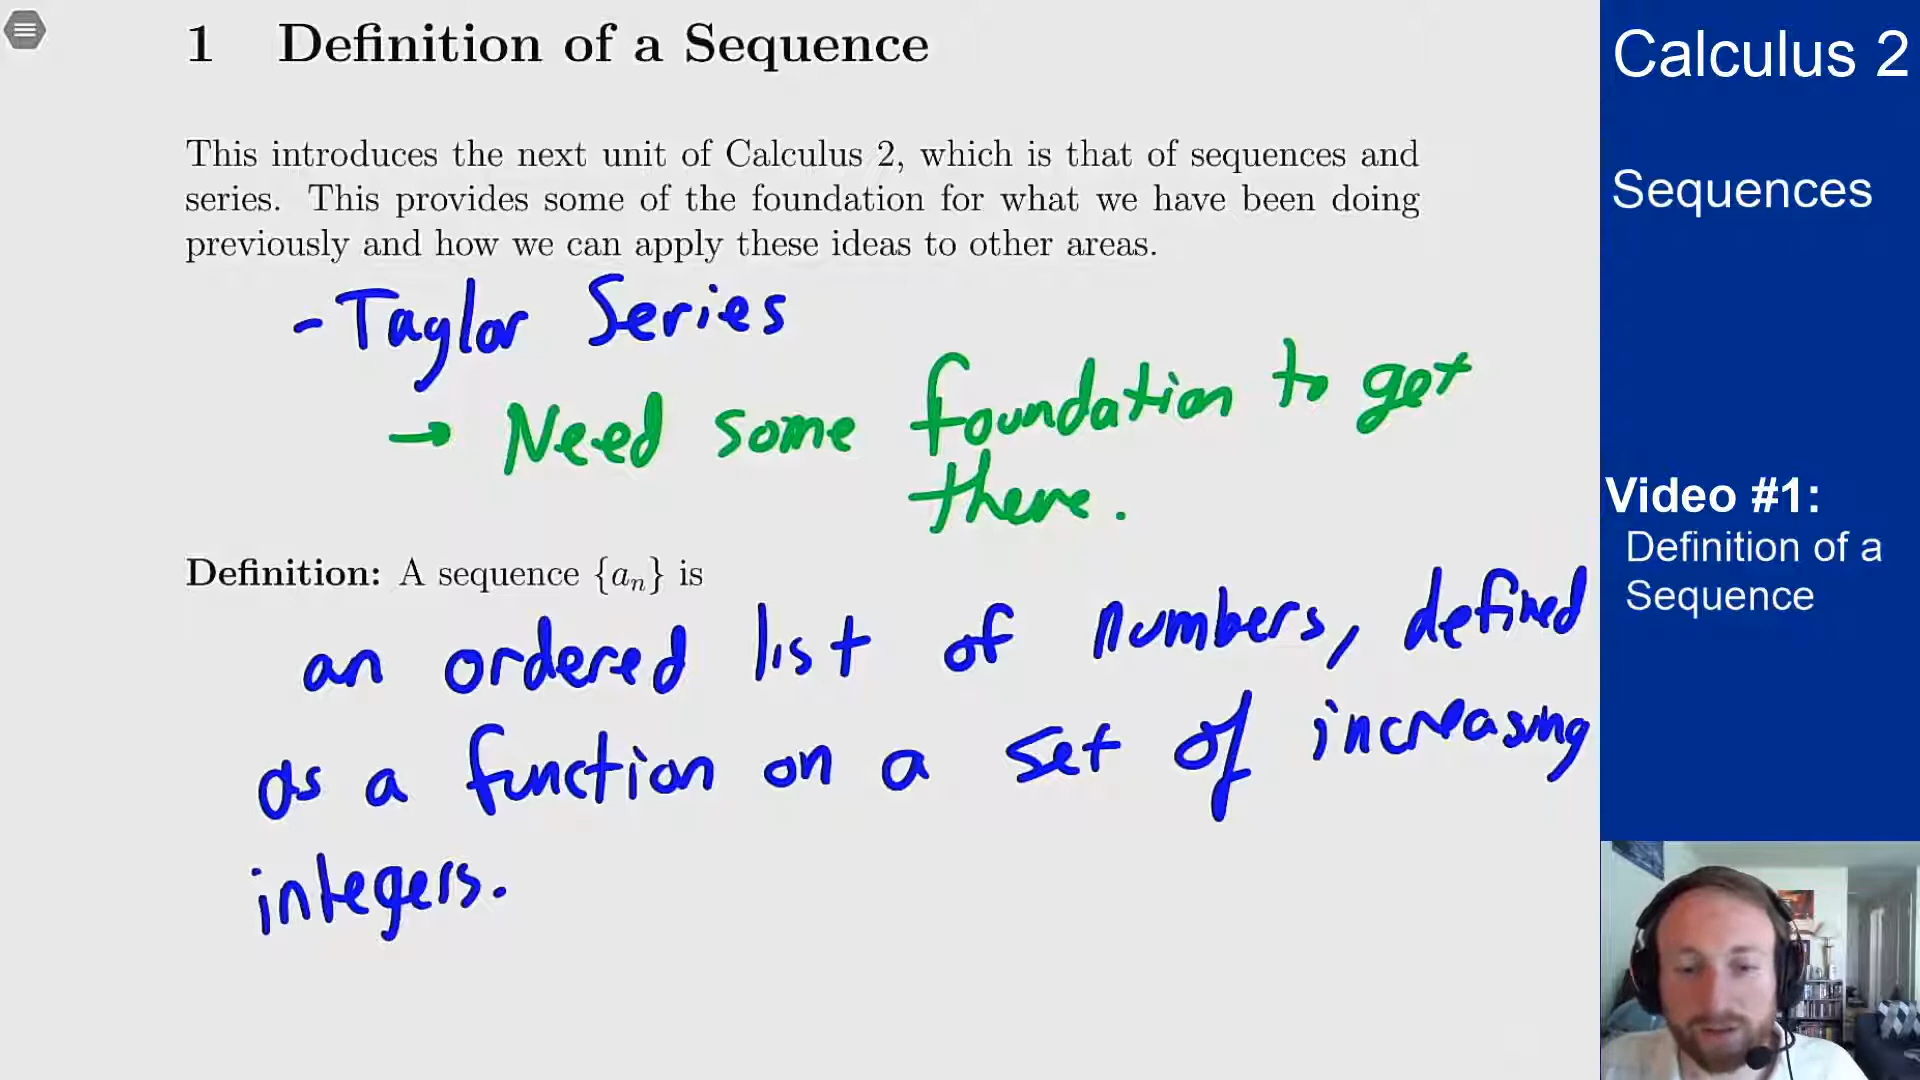 1 Definition of a Sequence
This introduces the next unit of Calculus 2, which is that of sequences and
series. This provides some of the foundation for what we have been doing
previously and how we can apply these ideas to other areas.
- Taylor Series
→ Need some foundation to get
there.
Definition: A sequence {aₙ} is
an ordered list of numbers, defined
as a function on a set of increasing
integers.
Calculus 2
Sequences
Video #1:
Definition of a
Sequence